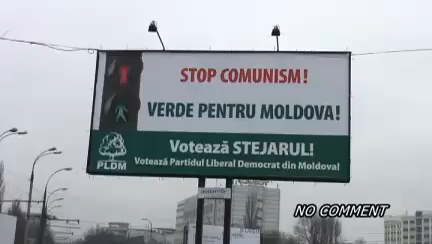 STOP COMUNISM!
VERDE PENTRU MOLDOVA!
Votează STEJARUL!
Votează Partidul Liberal Democrat din Moldova!
PLDM
NO COMMENT